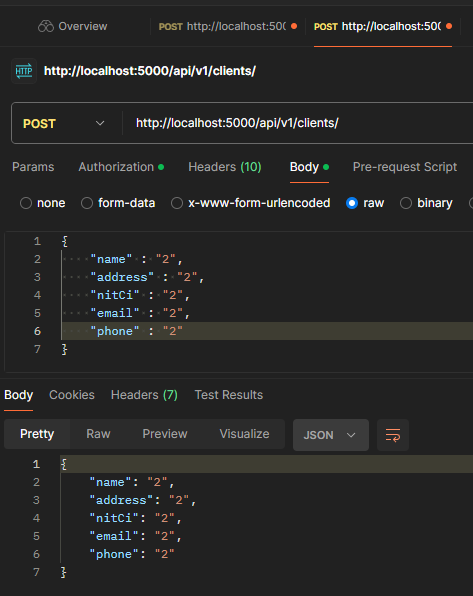 Overview POST http://localhost:500 POST http://localhost:500
HTTP http://localhost:5000/api/v1/clients/
POST http://localhost:5000/api/v1/clients/
Params Authorization Headers (10) Body Pre-request Script
none form-data x-www-form-urlencoded raw binary
1 {
2 "name" : "2",
3 "address" : "2",
4 "nitCi" : "2",
5 "email" : "2",
6 "phone" : "2"
7 }
Body Cookies Headers (7) Test Results
Pretty Raw Preview Visualize JSON
1 {
2 "name": "2",
3 "address": "2",
4 "nitCi": "2",
5 "email": "2",
6 "phone": "2"
7 }